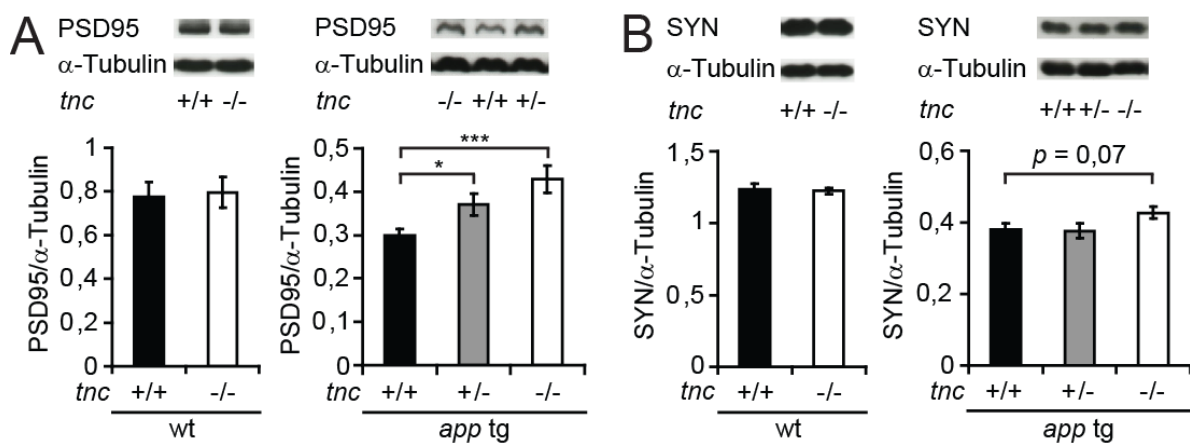 A
PSD95
α-Tubulin
tnc +/+ -/-
PSD95/α-Tubulin
1
0,8
0,6
0,4
0,2
0
tnc +/+ -/-
wt
PSD95
α-Tubulin
-/- +/+ +/-
PSD95/α-Tubulin
0,5
0,4
0,3
0,2
0,1
0
***
*
tnc +/+ +/- -/-
app tg
B
SYN
α-Tubulin
tnc +/+ -/-
SYN/α-Tubulin
1,5
1
0,5
0
tnc +/+ -/-
wt
SYN
α-Tubulin
tnc +/+ +/- -/-
SYN/α-Tubulin
0,6
0,4
0,2
0
p = 0,07
tnc +/+ +/- -/-
app tg